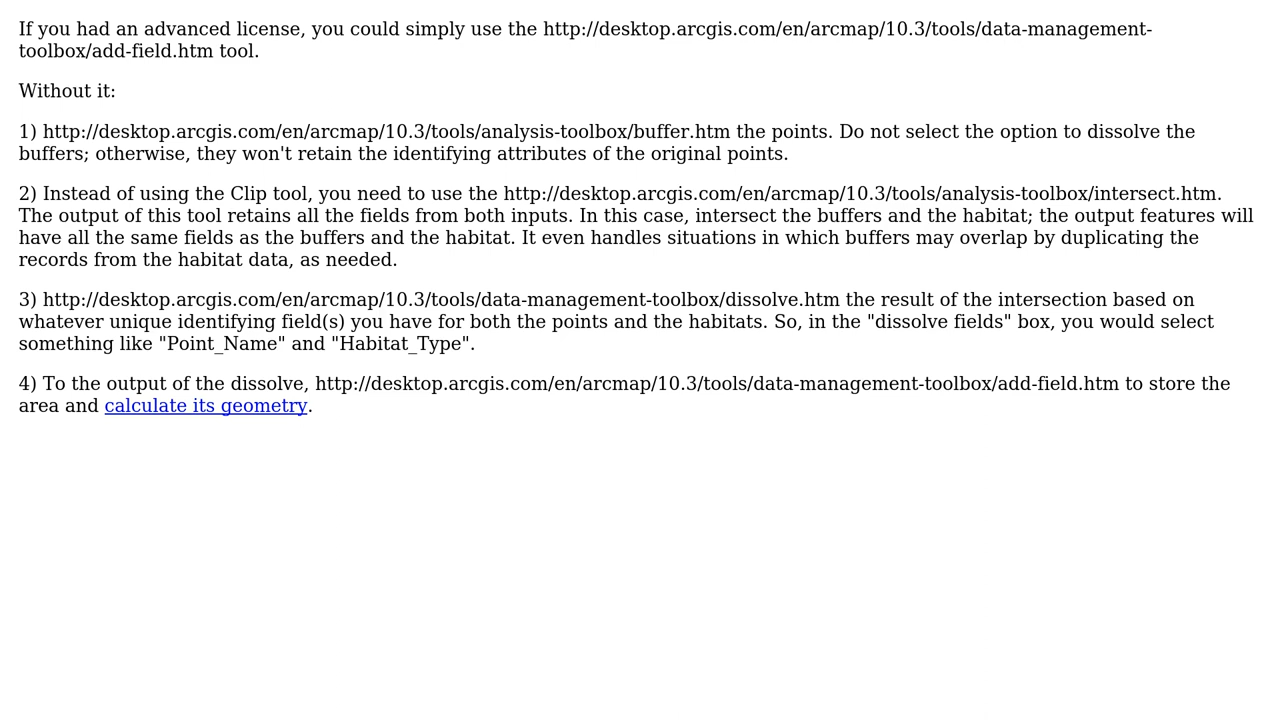 If you had an advanced license, you could simply use the http://desktop.arcgis.com/en/arcmap/10.3/tools/data-management-
toolbox/add-field.htm tool.
Without it:
1) http://desktop.arcgis.com/en/arcmap/10.3/tools/analysis-toolbox/buffer.htm the points. Do not select the option to dissolve the
buffers; otherwise, they won't retain the identifying attributes of the original points.
2) Instead of using the Clip tool, you need to use the http://desktop.arcgis.com/en/arcmap/10.3/tools/analysis-toolbox/intersect.htm.
The output of this tool retains all the fields from both inputs. In this case, intersect the buffers and the habitat; the output features will
have all the same fields as the buffers and the habitat. It even handles situations in which buffers may overlap by duplicating the
records from the habitat data, as needed.
3) http://desktop.arcgis.com/en/arcmap/10.3/tools/data-management-toolbox/dissolve.htm the result of the intersection based on
whatever unique identifying field(s) you have for both the points and the habitats. So, in the "dissolve fields" box, you would select
something like "Point_Name" and "Habitat_Type".
4) To the output of the dissolve, http://desktop.arcgis.com/en/arcmap/10.3/tools/data-management-toolbox/add-field.htm to store the
area and calculate its geometry.